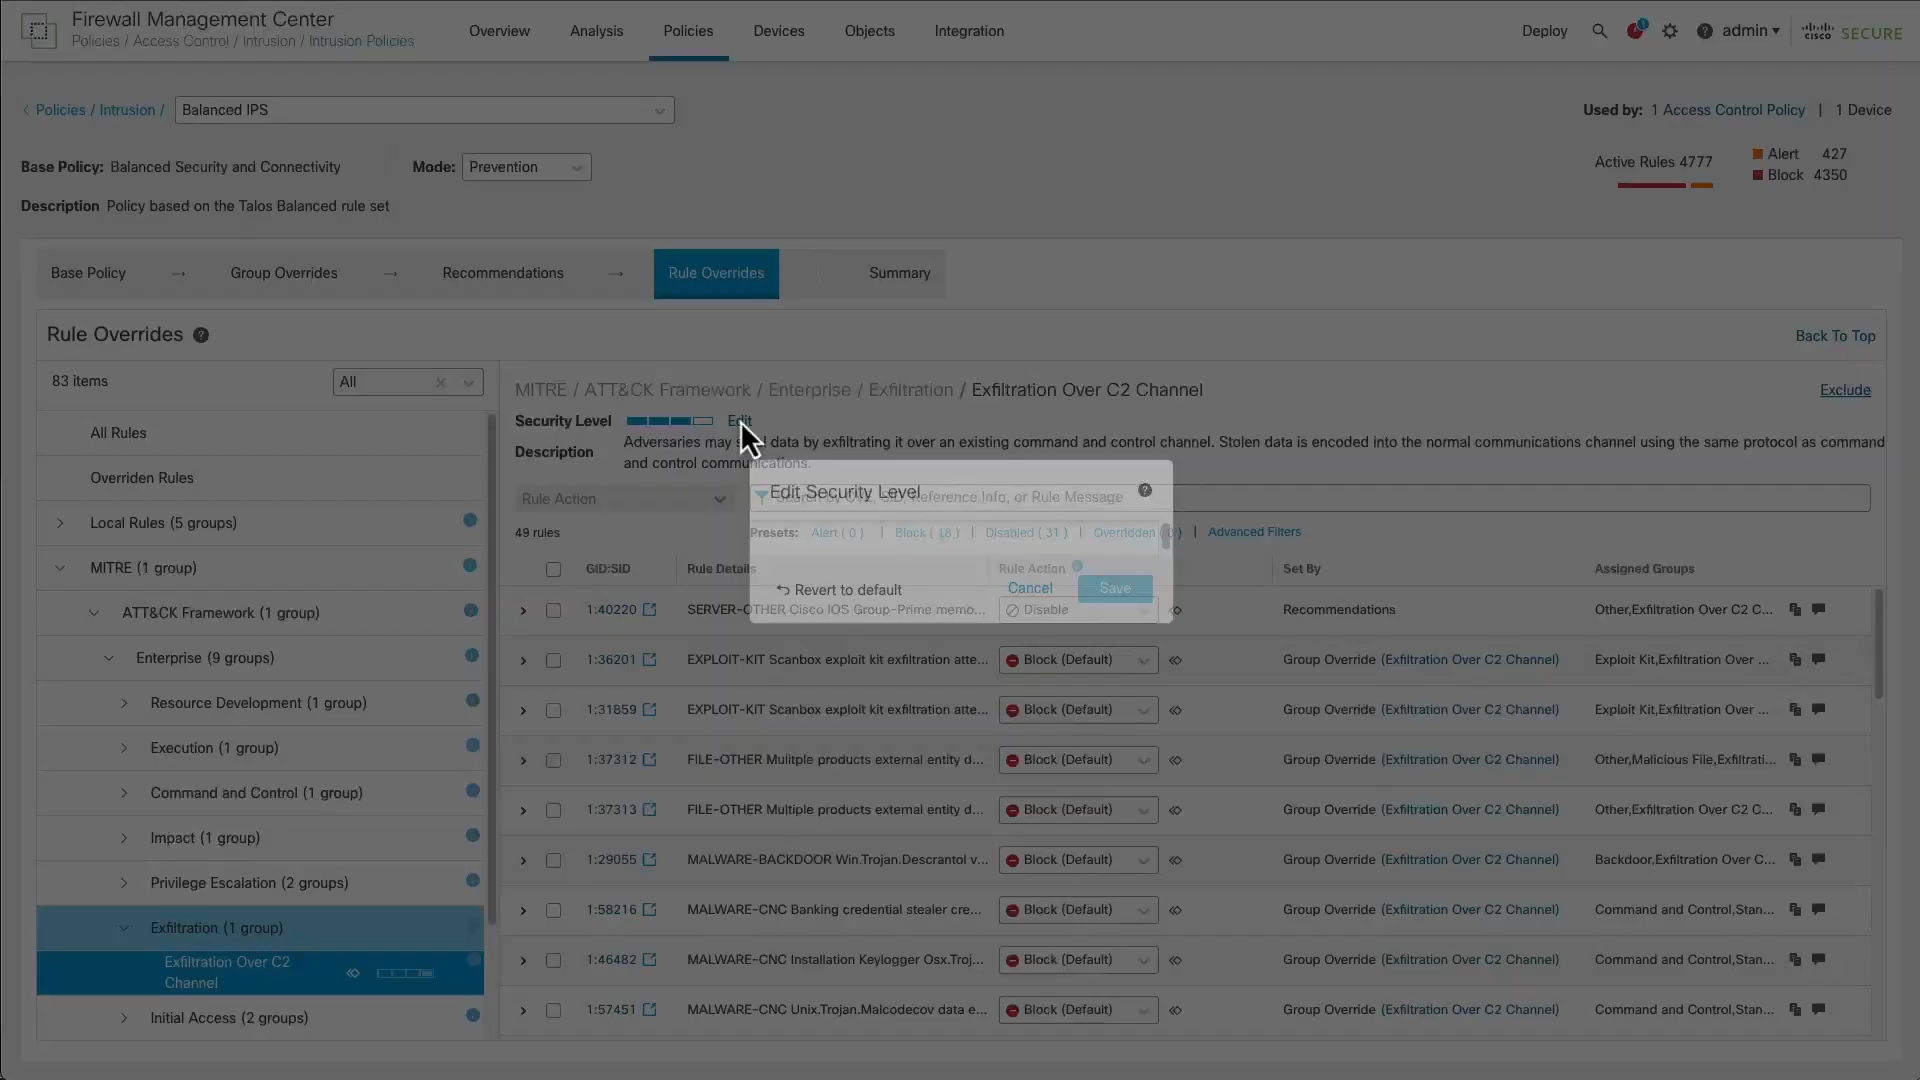 Firewall Management Center
Policies / Access Control / Intrusion / Intrusion Policies
Overview
Analysis
Policies
Devices
Objects
Integration
Deploy
1
admin
cisco SECURE
Policies / Intrusion /
Balanced IPS
Used by: 1 Access Control Policy | 1 Device
Base Policy: Balanced Security and Connectivity
Mode: Prevention
Active Rules 4777
Alert 427
Block 4350
Description Policy based on the Talos Balanced rule set
Base Policy → Group Overrides → Recommendations → Rule Overrides Summary
Rule Overrides
Back To Top
83 items
All
All Rules
Overriden Rules
Local Rules (5 groups)
MITRE (1 group)
ATT&CK Framework (1 group)
Enterprise (9 groups)
Resource Development (1 group)
Execution (1 group)
Command and Control (1 group)
Impact (1 group)
Privilege Escalation (2 groups)
Exfiltration (1 group)
Exfiltration Over C2
Channel
Initial Access (2 groups)
MITRE / ATT&CK Framework / Enterprise / Exfiltration / Exfiltration Over C2 Channel
Exclude
Security Level
Edit
Description
Adversaries may data by exfiltrating it over an existing command and control channel. Stolen data is encoded into the normal communications channel using the same protocol as command
and control communications.
Edit Security Level
Rule Action
Search by CVE, SID, Reference Info, or Rule Message
49 rules
Presets: Alert ( 0 ) | Block ( 18 ) | Disabled ( 31 ) | Overridden ( 0 ) | Advanced Filters
Revert to default
Cancel
Save
GID:SID Rule Details Rule Action Set By Assigned Groups
1:40220 SERVER-OTHER Cisco IOS Group-Prime memo... Disable Recommendations Other,Exfiltration Over C2 C...
1:36201 EXPLOIT-KIT Scanbox exploit kit exfiltration atte... Block (Default) Group Override (Exfiltration Over C2 Channel) Exploit Kit,Exfiltration Over ...
1:31859 EXPLOIT-KIT Scanbox exploit kit exfiltration atte... Block (Default) Group Override (Exfiltration Over C2 Channel) Exploit Kit,Exfiltration Over ...
1:37312 FILE-OTHER Mulitple products external entity d... Block (Default) Group Override (Exfiltration Over C2 Channel) Other,Malicious File,Exfiltrati...
1:37313 FILE-OTHER Multiple products external entity d... Block (Default) Group Override (Exfiltration Over C2 Channel) Other,Exfiltration Over C2 C...
1:29055 MALWARE-BACKDOOR Win.Trojan.Descrantol v... Block (Default) Group Override (Exfiltration Over C2 Channel) Backdoor,Exfiltration Over C...
1:58216 MALWARE-CNC Banking credential stealer cre... Block (Default) Group Override (Exfiltration Over C2 Channel) Command and Control,Stan...
1:46482 MALWARE-CNC Installation Keylogger Osx.Troj... Block (Default) Group Override (Exfiltration Over C2 Channel) Command and Control,Stan...
1:57451 MALWARE-CNC Unix.Trojan.Malcodecov data e... Block (Default) Group Override (Exfiltration Over C2 Channel) Command and Control,Stan...